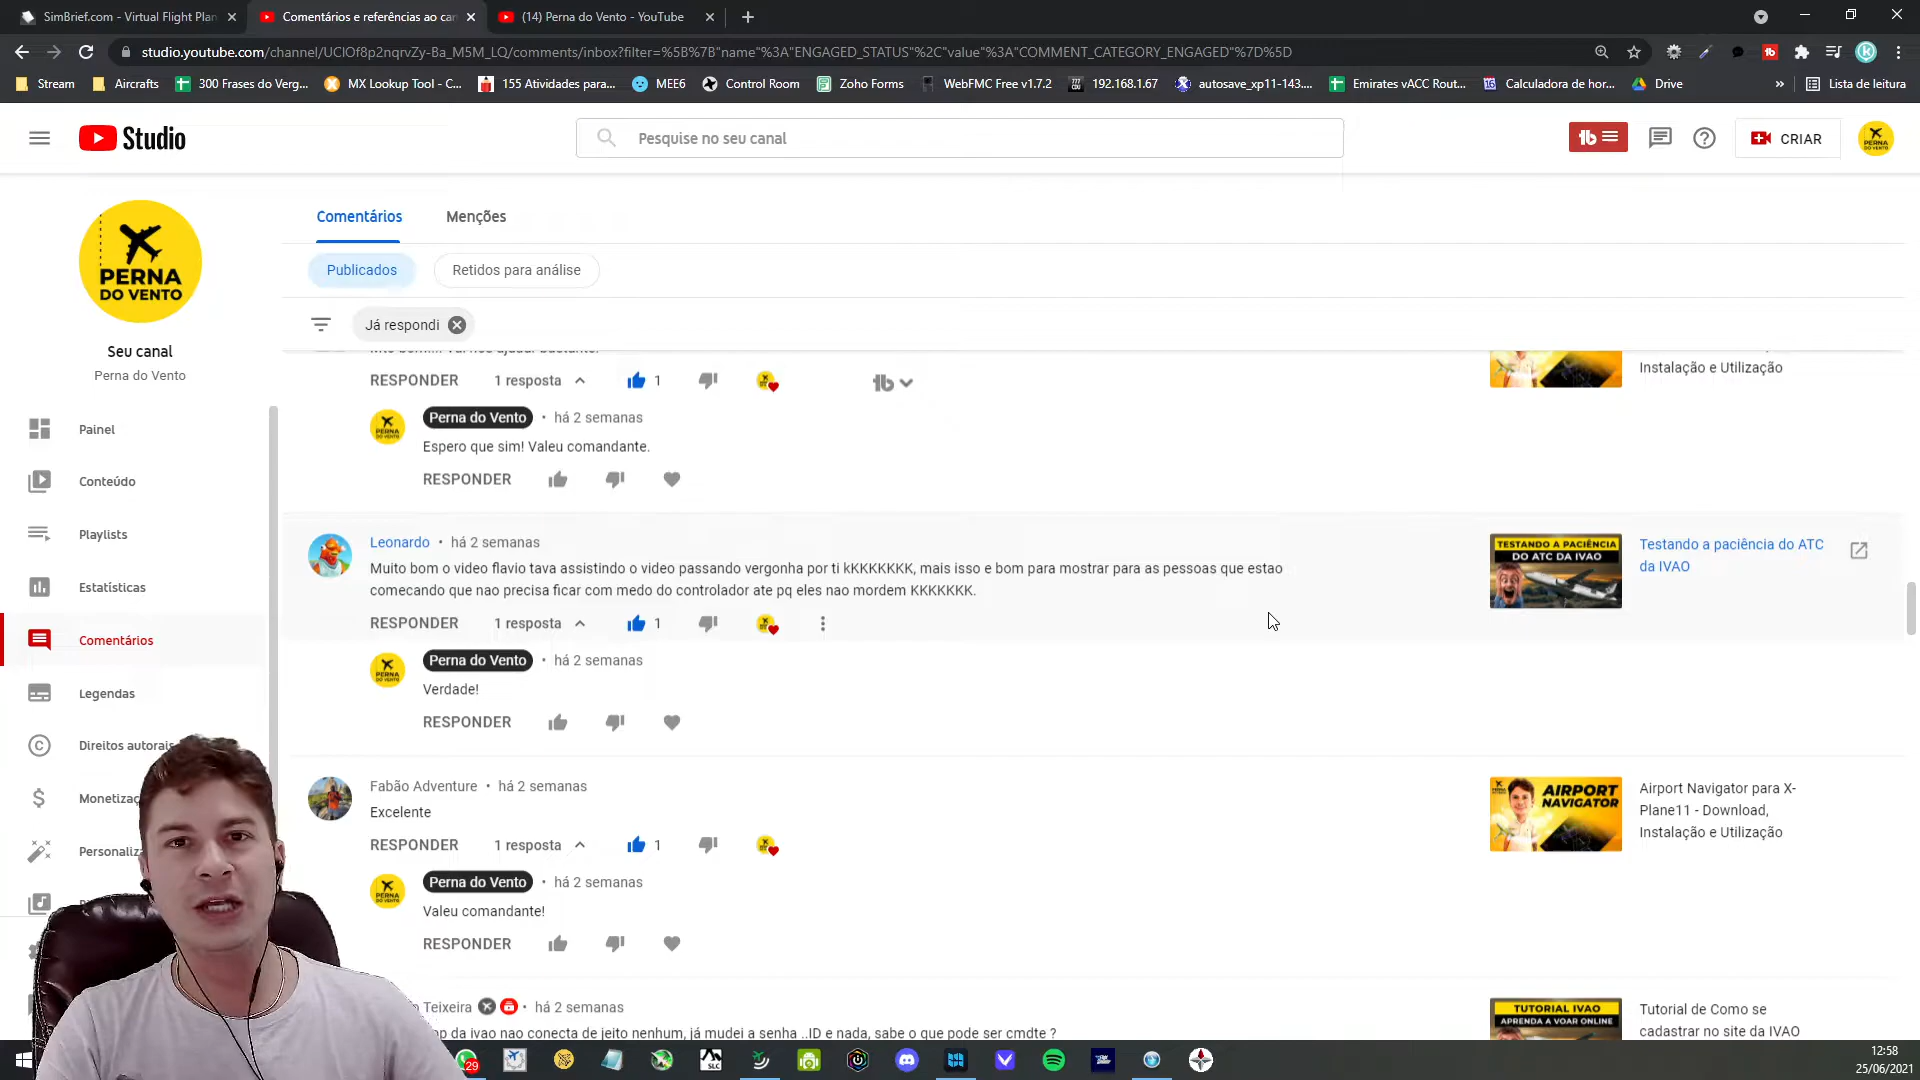 SimBrief.com - Virtual Flight Plan
Comentários e referências ao can
(14) Perna do Vento - YouTube
studio.youtube.com/channel/UClOf8p2nqrvZy-Ba_M5M_LQ/comments/inbox?filter=%5B%7B"name"%3A"ENGAGED_STATUS"%2C"value"%3A"COMMENT_CATEGORY_ENGAGED"%7D%5D
Stream
Aircrafts
300 Frases do Verg...
MX Lookup Tool - C...
155 Atividades para...
MEE6
Control Room
Zoho Forms
WebFMC Free v1.7.2
192.168.1.67
autosave_xp11-143....
Emirates vACC Rout...
Calculadora de hor...
Drive
»
Lista de leitura
Studio
Pesquise no seu canal
CRIAR
PERNA
DO VENTO
Seu canal
Perna do Vento
Painel
Conteúdo
Playlists
Estatísticas
Comentários
Legendas
Direitos autorais
Monetizaç
Personaliza
Comentários
Menções
Publicados
Retidos para análise
Já respondi
RESPONDER 1 resposta 1
Perna do Vento • há 2 semanas
Espero que sim! Valeu comandante.
RESPONDER
Instalação e Utilização
Leonardo • há 2 semanas
Muito bom o video flavio tava assistindo o video passando vergonha por ti kKKKKKKK, mais isso e bom para mostrar para as pessoas que estao
comecando que nao precisa ficar com medo do controlador ate pq eles nao mordem KKKKKKK.
RESPONDER 1 resposta 1
TESTANDO A PACIÊNCIA
DO ATC DA IVAO
Testando a paciência do ATC
da IVAO
Perna do Vento • há 2 semanas
Verdade!
RESPONDER
Fabão Adventure • há 2 semanas
Excelente
RESPONDER 1 resposta 1
AIRPORT
NAVIGATOR
Airport Navigator para X-
Plane11 - Download,
Instalação e Utilização
Perna do Vento • há 2 semanas
Valeu comandante!
RESPONDER
Teixeira • há 2 semanas
pp da ivao nao conecta de jeito nenhum, já mudei a senha ..ID e nada, sabe o que pode ser cmdte ?
TUTORIAL IVAO
APRENDA A VOAR ONLINE
Tutorial de Como se
cadastrar no site da IVAO
29
SLC
12:58
25/06/2021